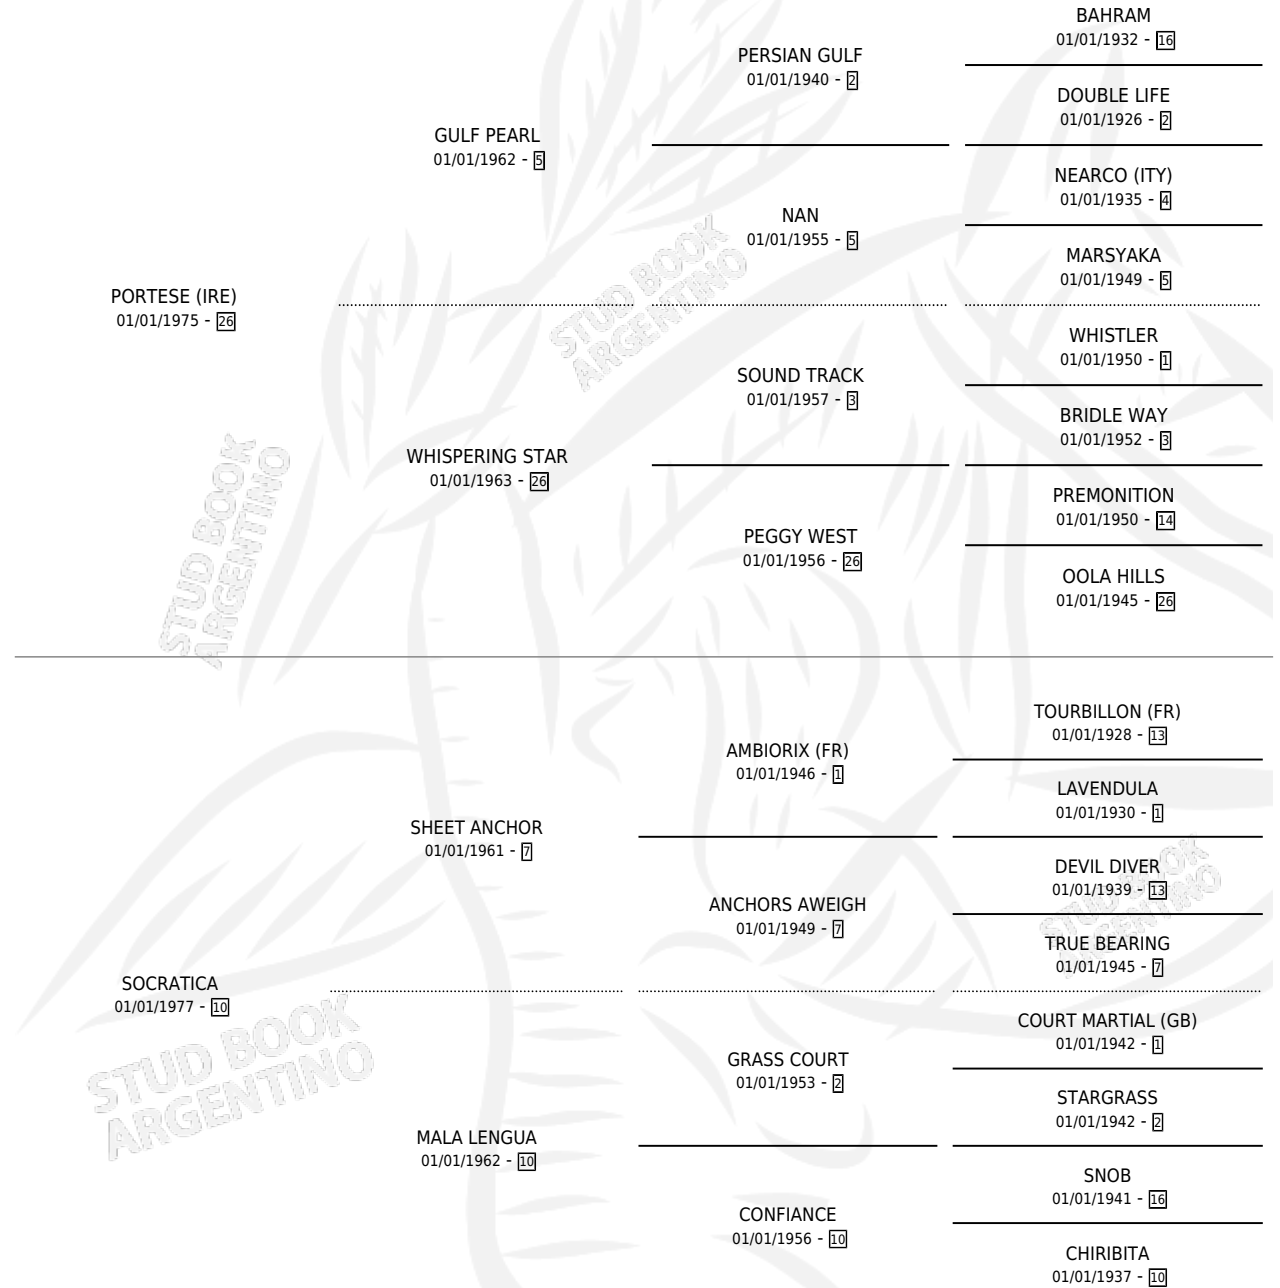 BAHRAM
01/01/1932 - 16
PERSIAN GULF
01/01/1940 - 2
DOUBLE LIFE
01/01/1926 - 2
GULF PEARL
01/01/1962 - 5
NEARCO (ITY)
01/01/1935 - 4
NAN
01/01/1955 - 5
MARSYAKA
01/01/1949 - 5
PORTESE (IRE)
01/01/1975 - 26
STUD BOOK
ARGENTINO
WHISTLER
01/01/1950 - 1
SOUND TRACK
01/01/1957 - 3
BRIDLE WAY
01/01/1952 - 3
WHISPERING STAR
01/01/1963 - 26
PREMONITION
01/01/1950 - 14
PEGGY WEST
01/01/1956 - 26
OOLA HILLS
01/01/1945 - 26
STUD BOOK
ARGENTINO
TOURBILLON (FR)
01/01/1928 - 13
AMBIORIX (FR)
01/01/1946 - 1
LAVENDULA
01/01/1930 - 1
SHEET ANCHOR
01/01/1961 - 7
DEVIL DIVER
01/01/1939 - 13
ANCHORS AWEIGH
01/01/1949 - 7
TRUE BEARING
01/01/1945 - 7
STUD BOOK
ARGENTINO
SOCRATICA
01/01/1977 - 10
COURT MARTIAL (GB)
01/01/1942 - 1
GRASS COURT
01/01/1953 - 2
STARGRASS
01/01/1942 - 2
STUD BOOK
ARGENTINO
MALA LENGUA
01/01/1962 - 10
SNOB
01/01/1941 - 16
CONFIANCE
01/01/1956 - 10
CHIRIBITA
01/01/1937 - 10